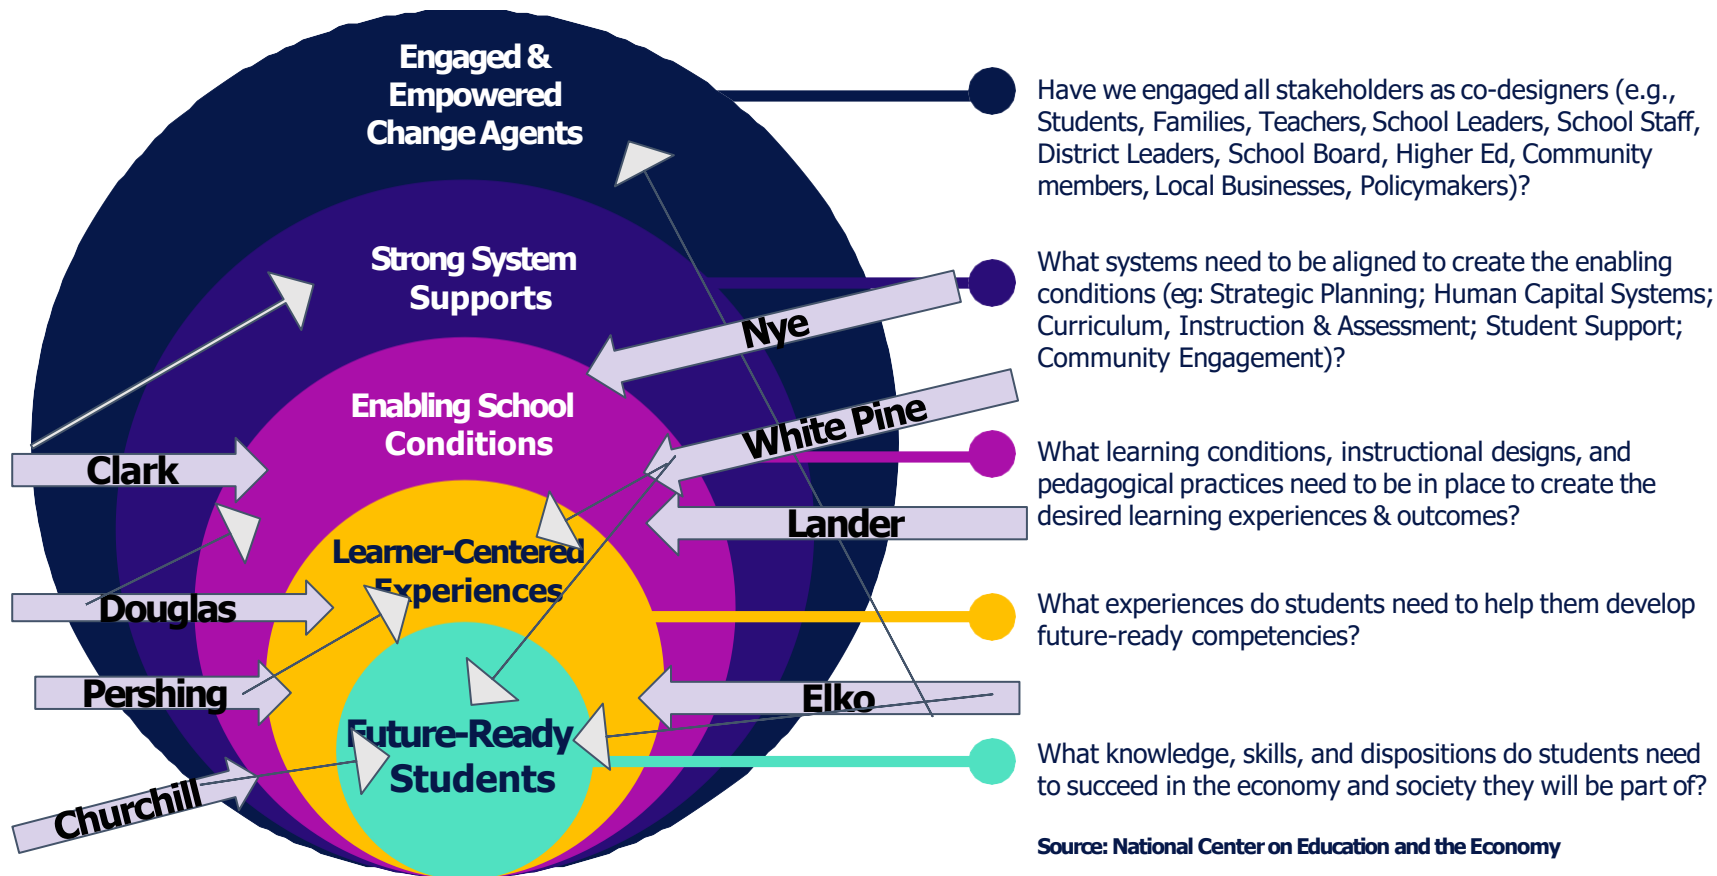 Engaged &
Empowered
Change Agents
Have we engaged all stakeholders as co-designers (e.g.,
Students, Families, Teachers, School Leaders, School Staff,
District Leaders, School Board, Higher Ed, Community
members, Local Businesses, Policymakers)?
Strong System
Supports
What systems need to be aligned to create the enabling
conditions (eg: Strategic Planning; Human Capital Systems;
Curriculum, Instruction & Assessment; Student Support;
Community Engagement)?
Nye
White Pine
Enabling School
Conditions
What learning conditions, instructional designs, and
pedagogical practices need to be in place to create the
desired learning experiences & outcomes?
Clark
Lander
Learner-Centered
Experiences
What experiences do students need to help them develop
future-ready competencies?
Douglas
Pershing
Elko
Future-Ready
Students
What knowledge, skills, and dispositions do students need
to succeed in the economy and society they will be part of?
Churchill
Source: National Center on Education and the Economy